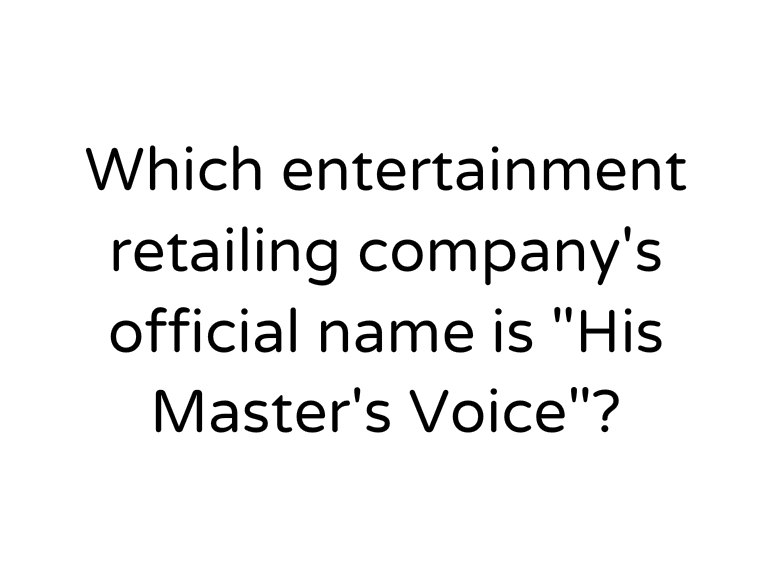 Which entertainment
retailing company's
official name is "His
Master's Voice"?